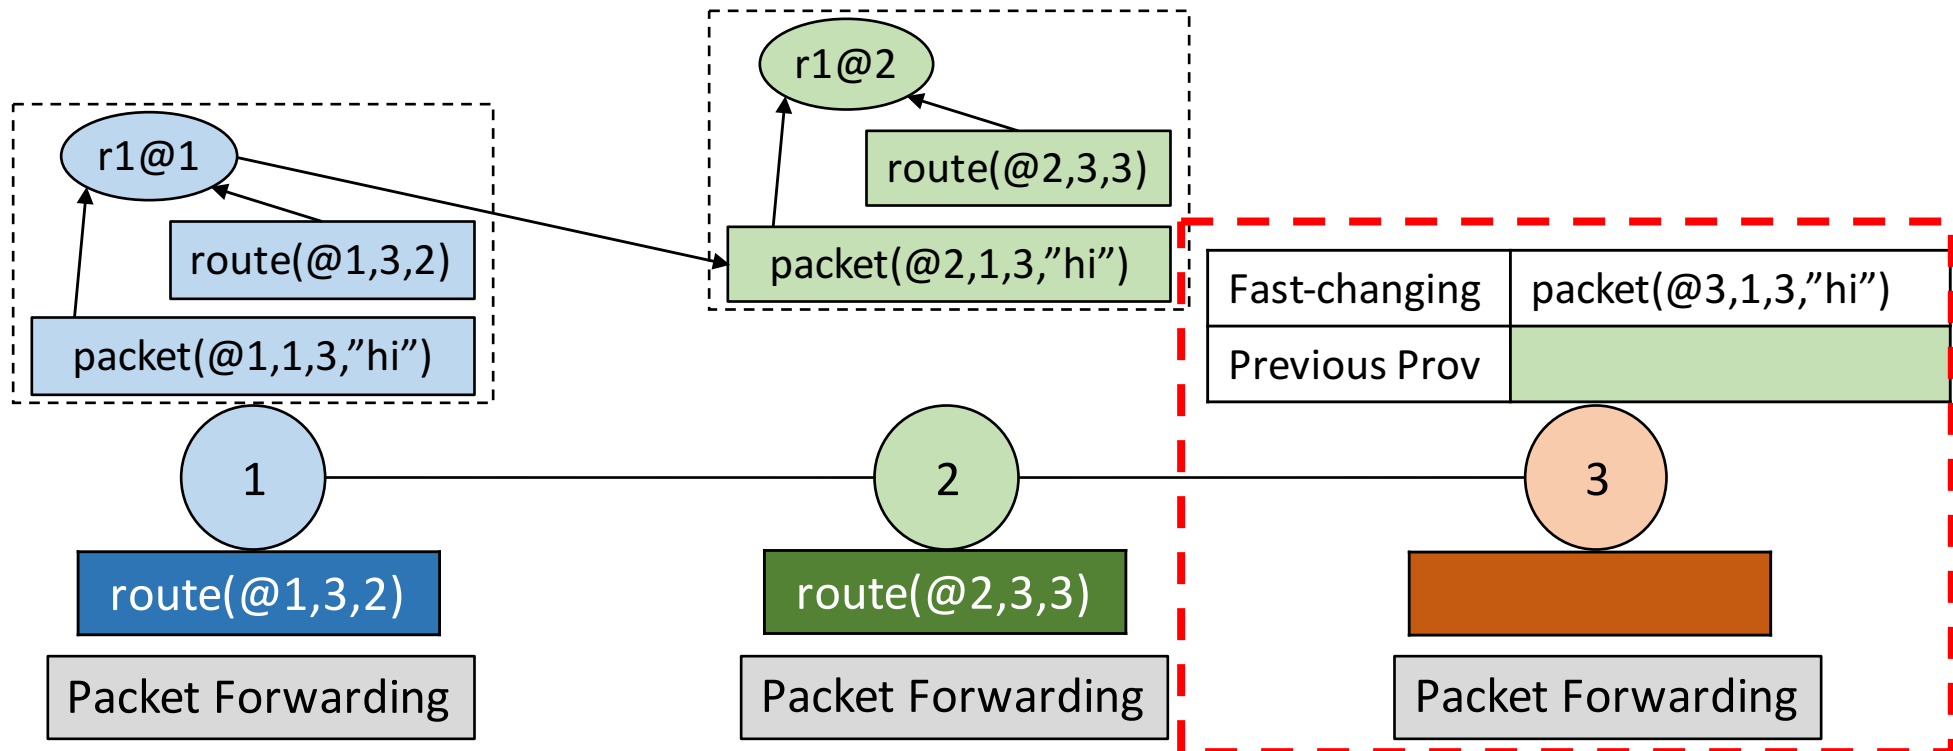 r1@2
r1@1
route(@2,3,3)
route(@1,3,2)
packet(@2,1,3,”hi”)
Fast-changing packet(@3,1,3,”hi”)
packet(@1,1,3,”hi”)
Previous Prov
1
2
3
route(@1,3,2)
route(@2,3,3)
Packet Forwarding
Packet Forwarding
Packet Forwarding